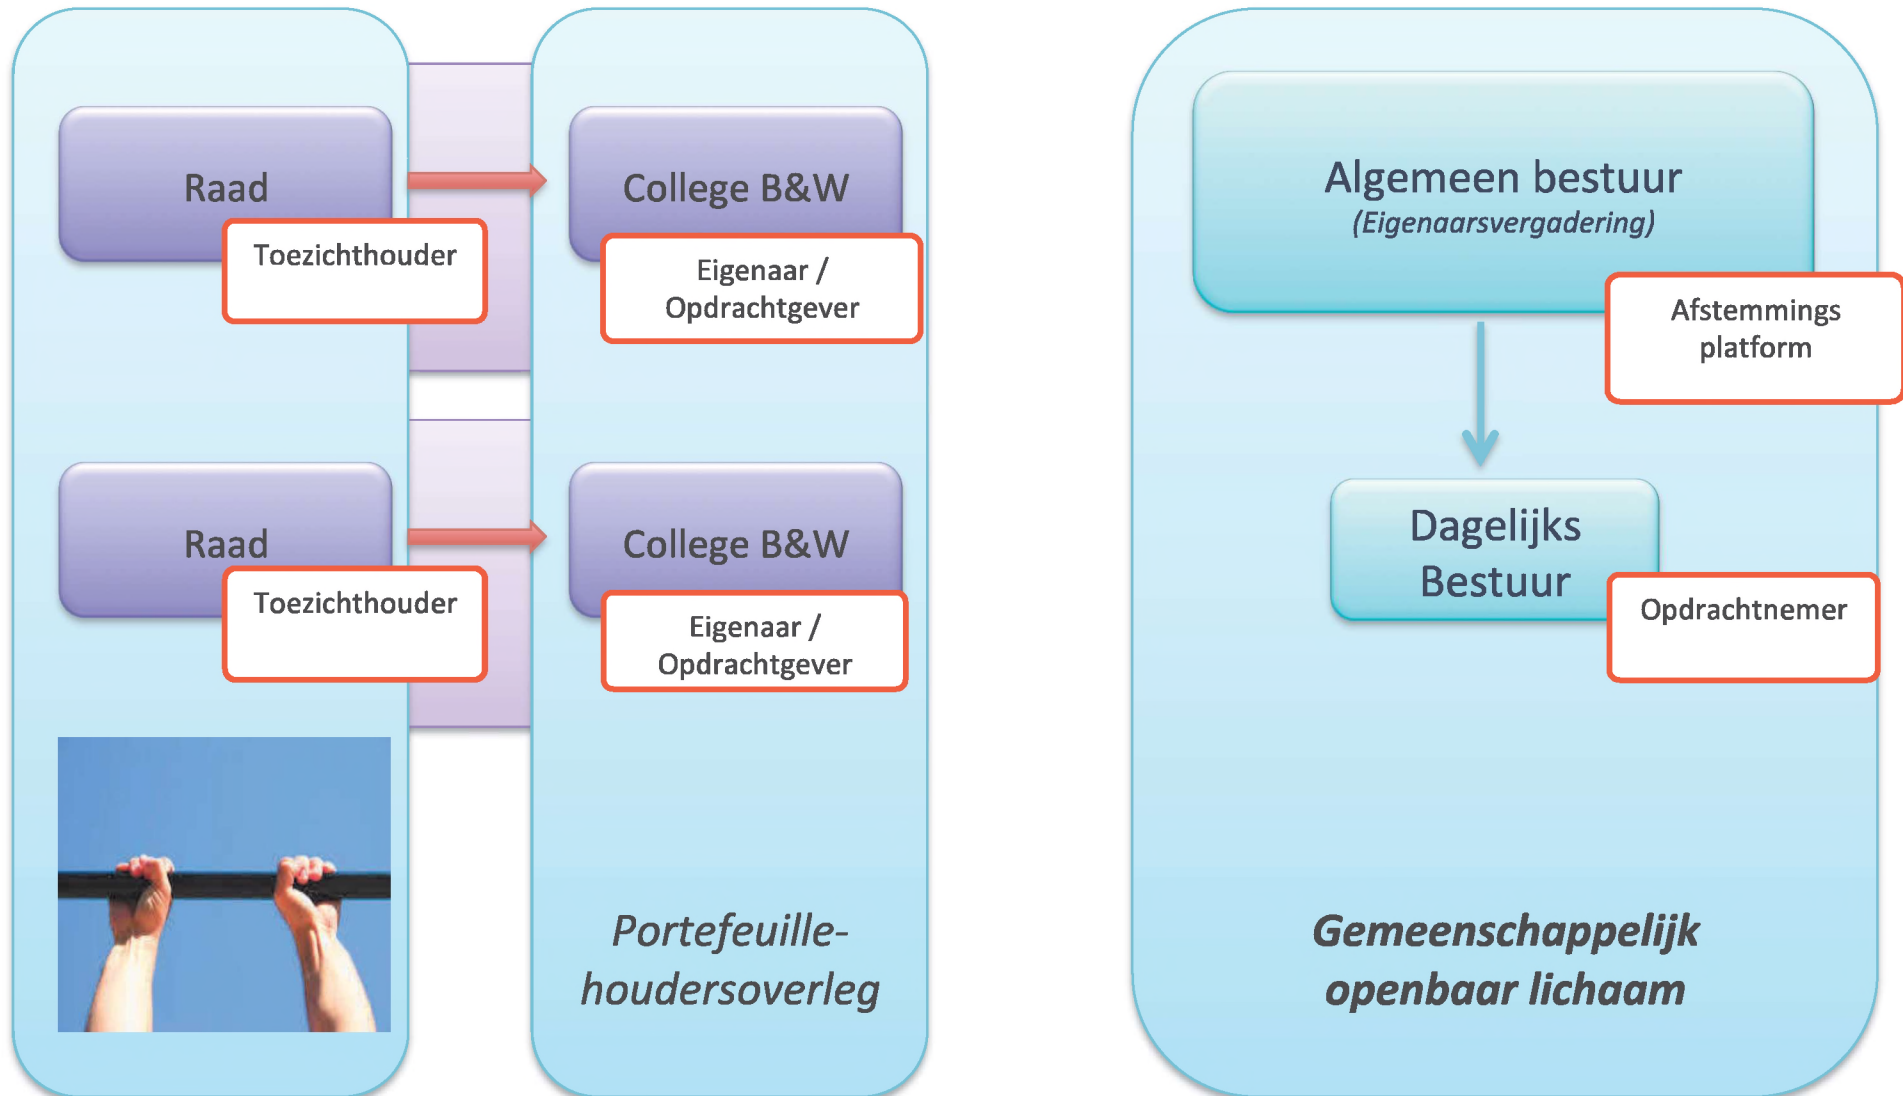 Raad
Toezichthouder
College B&W
Eigenaar /
Opdrachtgever
Raad
Toezichthouder
College B&W
Eigenaar /
Opdrachtgever
Portefeuille-
houdersoverleg
Algemeen bestuur
(Eigenaarsvergadering)
Afstemmings
platform
Dagelijks
Bestuur
Opdrachtnemer
Gemeenschappelijk
openbaar lichaam